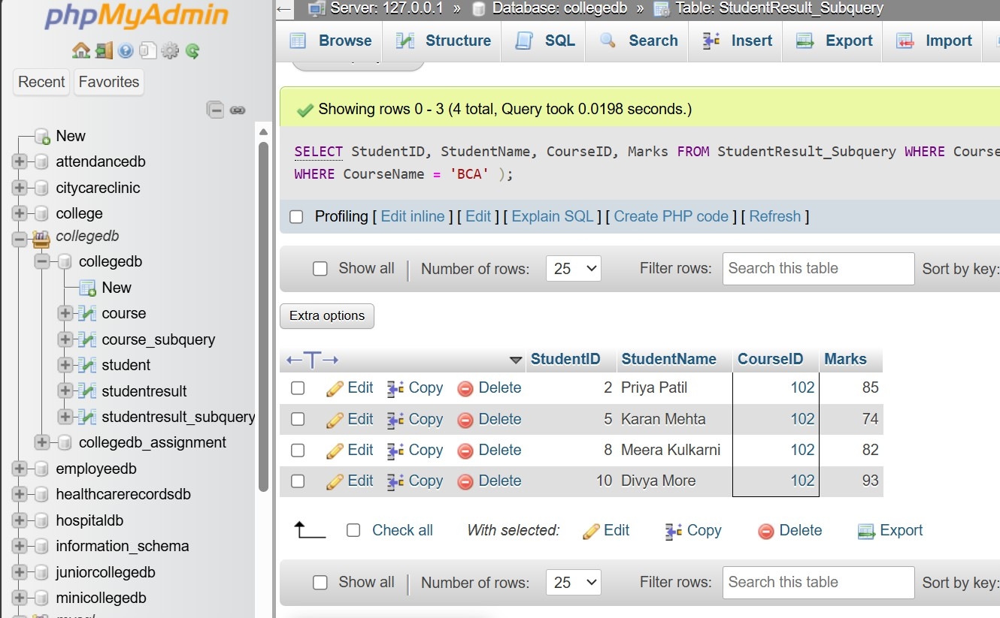 phpMyAdmin
Recent Favorites
New
attendancedb
citycareclinic
college
collegedb
collegedb
New
course
course_subquery
student
studentresult
studentresult_subquery
collegedb_assignment
employeedb
healthcarerecordsdb
hospitaldb
information_schema
juniorcollegedb
minicollegedb
Server: 127.0.0.1 » Database: collegedb » Table: StudentResult_Subquery
Browse Structure SQL Search Insert Export Import
Showing rows 0 - 3 (4 total, Query took 0.0198 seconds.)
SELECT StudentID, StudentName, CourseID, Marks FROM StudentResult_Subquery WHERE Course
WHERE CourseName = 'BCA' );
Profiling [ Edit inline ] [ Edit ] [ Explain SQL ] [ Create PHP code ] [ Refresh ]
Show all Number of rows: 25 Filter rows: Search this table Sort by key:
Extra options
StudentID StudentName CourseID Marks
Edit Copy Delete 2 Priya Patil 102 85
Edit Copy Delete 5 Karan Mehta 102 74
Edit Copy Delete 8 Meera Kulkarni 102 82
Edit Copy Delete 10 Divya More 102 93
Check all With selected: Edit Copy Delete Export
Show all Number of rows: 25 Filter rows: Search this table Sort by key: